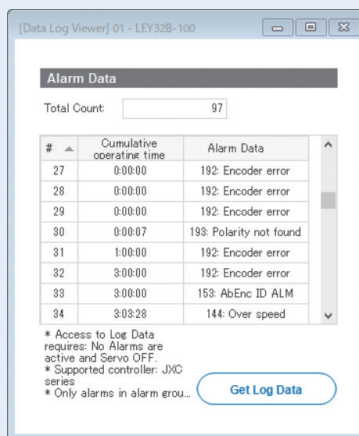 [Data Log Viewer] 01 - LEY32B-100
Alarm Data
Total Count: 97
# Cumulative operating time Alarm Data
27 0:00:00 192: Encoder error
28 0:00:00 192: Encoder error
29 0:00:00 192: Encoder error
30 0:00:07 193: Polarity not found
31 1:00:00 192: Encoder error
32 3:00:00 192: Encoder error
33 3:00:00 153: AbEnc ID ALM
34 3:03:28 144: Over speed
* Access to Log Data
requires: No Alarms are
active and Servo OFF.
* Supported controller: JXC
series
* Only alarms in alarm grou...
Get Log Data